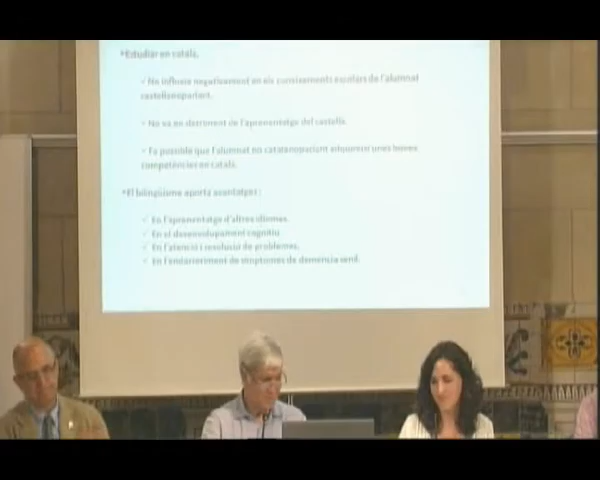 *Estudiar en català.
✓ No influeix negativament en els coneixements escolars de l'alumnat
castellanoparlant.
✓ No va en detriment de l'aprenentatge del castellà.
✓ Fa possible que l'alumnat no catalanoparlant adquireixi unes bones
competències en català.
*El bilingüisme aporta avantatges:
✓ En l'aprenentatge d'altres idiomes.
✓ En el desenvolupament cognitiu.
✓ En l'atenció i resolució de problemes.
✓ En l'endarreriment de símptomes de demència senil.